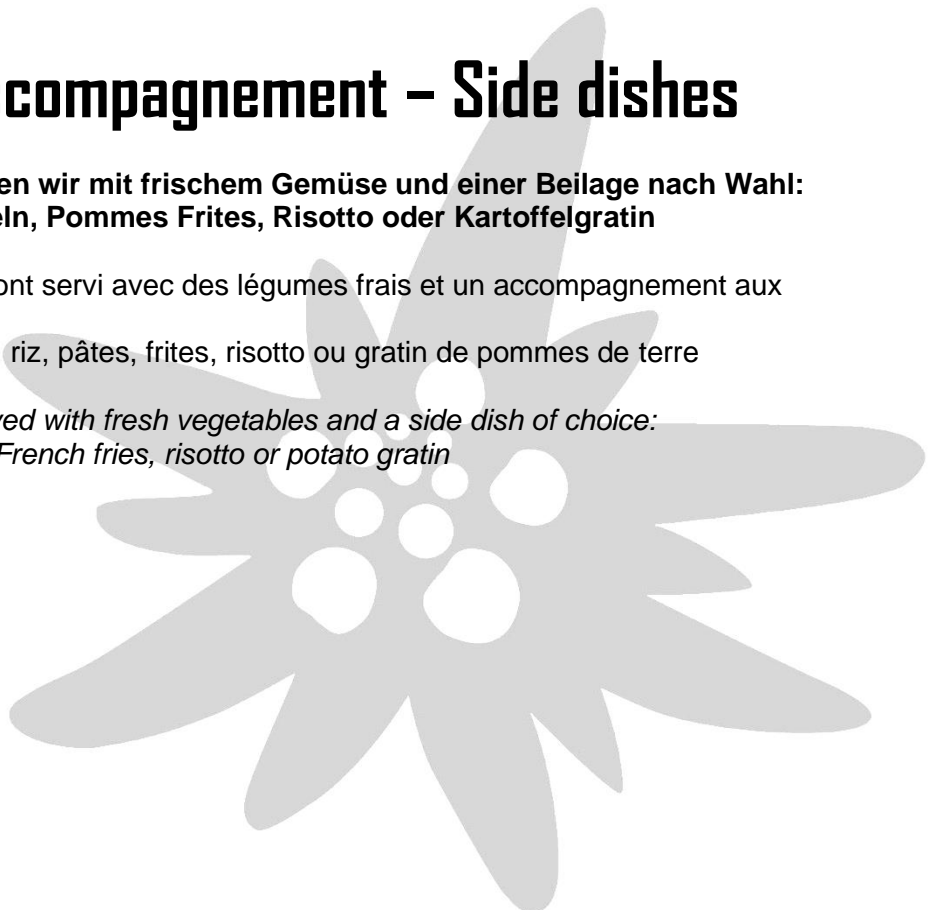 compagnement – Side dishes
en wir mit frischem Gemüse und einer Beilage nach Wahl:
eln, Pommes Frites, Risotto oder Kartoffelgratin
ont servi avec des légumes frais et un accompagnement aux
riz, pâtes, frites, risotto ou gratin de pommes de terre
ved with fresh vegetables and a side dish of choice:
French fries, risotto or potato gratin